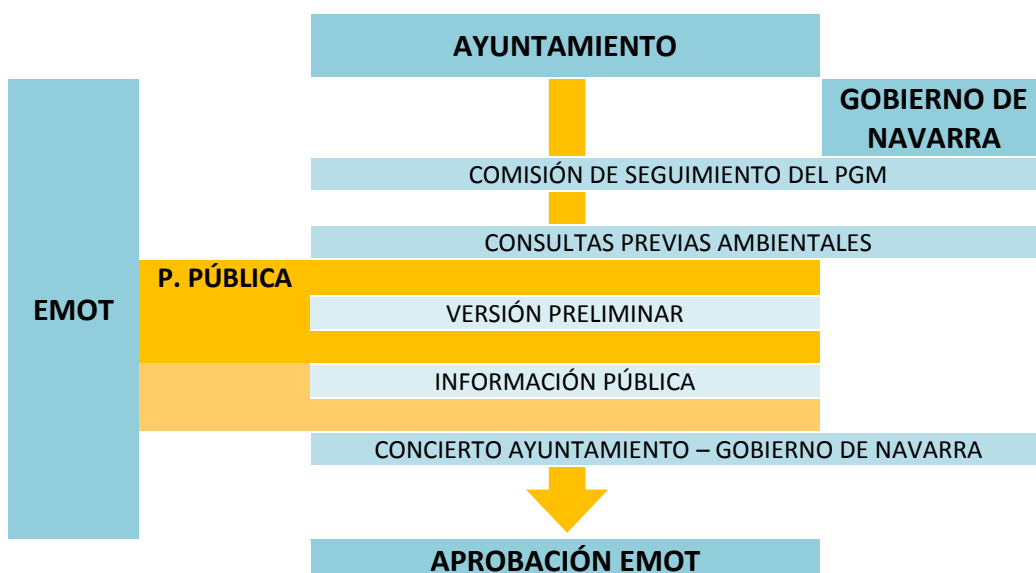 AYUNTAMIENTO
GOBIERNO DE
NAVARRA
COMISIÓN DE SEGUIMIENTO DEL PGM
CONSULTAS PREVIAS AMBIENTALES
P. PÚBLICA
EMOT
VERSIÓN PRELIMINAR
INFORMACIÓN PÚBLICA
CONCIERTO AYUNTAMIENTO – GOBIERNO DE NAVARRA
APROBACIÓN EMOT